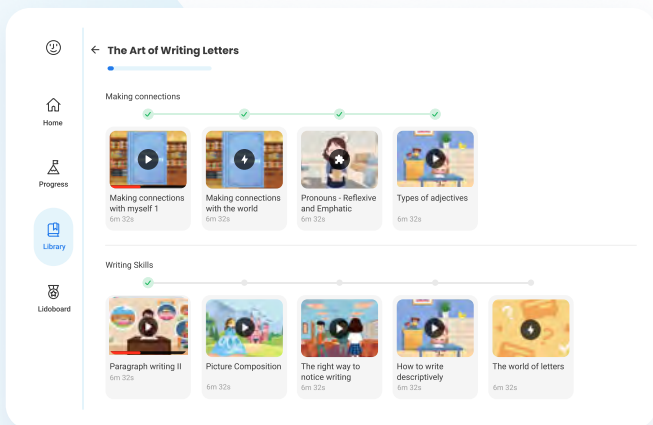 The Art of Writing Letters
Home
Progress
Library
Lidoboard
Making connections
Making connections
with myself 1
6m 32s
Making connections
with the world
6m 32s
Pronouns - Reflexive
and Emphatic
6m 32s
Types of adjectives
6m 32s
Writing Skills
Paragraph writing II
6m 32s
Picture Composition
6m 32s
The right way to
notice writing
6m 32s
How to write
descriptively
6m 32s
The world of letters
6m 32s